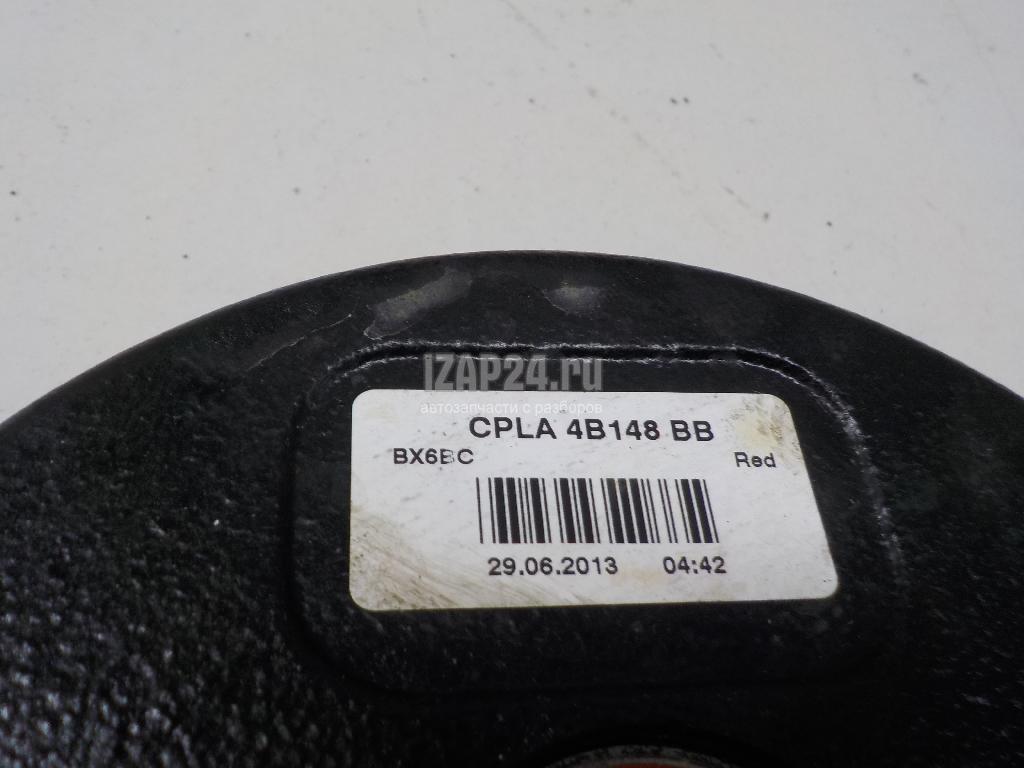 IZAP24.ru
автозапчасти с разборов
CPLA 4B148 BB
BX6BC Red
29.06.2013 04:42